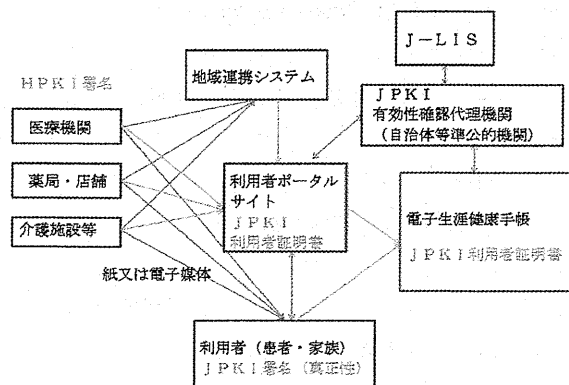 J－LIS
地域連携システム
HPKI署名
JPKI
有効性確認代理機関
（自治体等準公的機関）
医療機関
薬局・店舗
利用者ポータル
サイト
JPKI
利用者証明書
電子生涯健康手帳
JPKI利用者証明書
介護施設等
紙又は電子媒体
利用者（患者・家族）
JPKI署名（真正性）